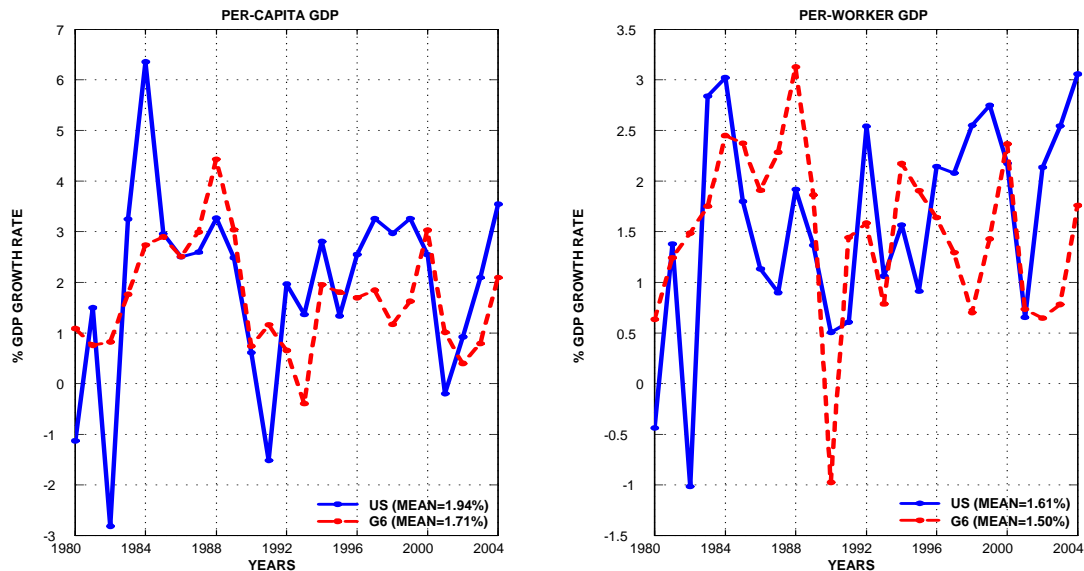 PER-CAPITA GDP
7
6
5
4
3
2
1
0
-1
-2
-3
% GDP GROWTH RATE
US (MEAN=1.94%)
G6 (MEAN=1.71%)
1980 1984 1988 1992 1996 2000 2004
YEARS
PER-WORKER GDP
3.5
3
2.5
2
1.5
1
0.5
0
-0.5
-1
-1.5
% GDP GROWTH RATE
US (MEAN=1.61%)
G6 (MEAN=1.50%)
1980 1984 1988 1992 1996 2000 2004
YEARS